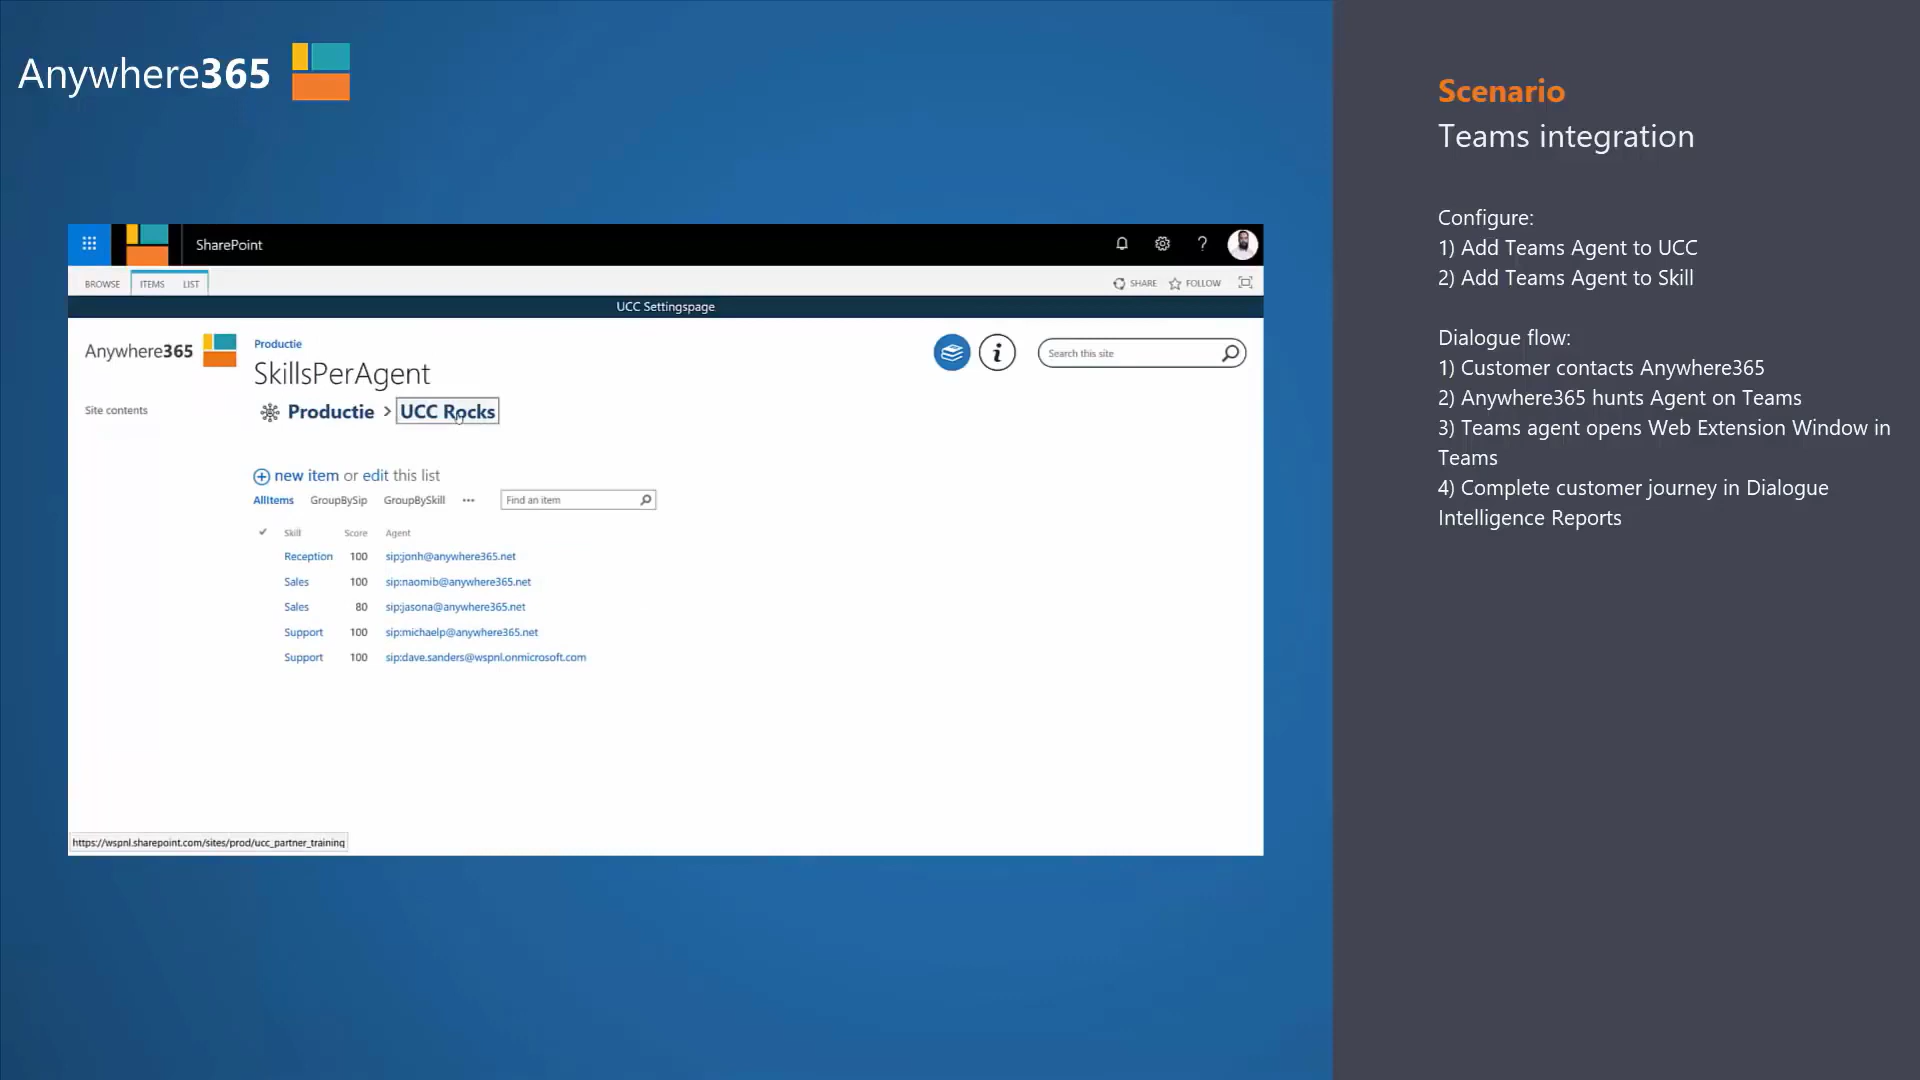 Anywhere365
SharePoint
BROWSE ITEMS LIST
SHARE FOLLOW
UCC Settingspage
Anywhere365
Productie
SkillsPerAgent
Search this site
Site contents
Productie > UCC Rocks
new item or edit this list
AllItems GroupBySip GroupBySkill ··· Find an item
Skill Score Agent
Reception 100 sip:jonh@anywhere365.net
Sales 100 sip:naomib@anywhere365.net
Sales 80 sip:jasona@anywhere365.net
Support 100 sip:michaelp@anywhere365.net
Support 100 sip:dave.sanders@wspnl.onmicrosoft.com
https://wspnl.sharepoint.com/sites/prod/ucc_partner_training
Scenario
Teams integration
Configure:
1) Add Teams Agent to UCC
2) Add Teams Agent to Skill
Dialogue flow:
1) Customer contacts Anywhere365
2) Anywhere365 hunts Agent on Teams
3) Teams agent opens Web Extension Window in
Teams
4) Complete customer journey in Dialogue
Intelligence Reports